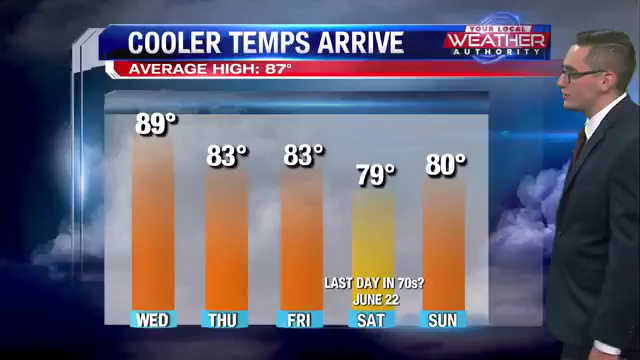 COOLER TEMPS ARRIVE
YOUR LOCAL
WEATHER
AUTHORITY
AVERAGE HIGH: 87°
89°
83°
83°
79°
80°
LAST DAY IN 70s?
JUNE 22
WED
THU
FRI
SAT
SUN